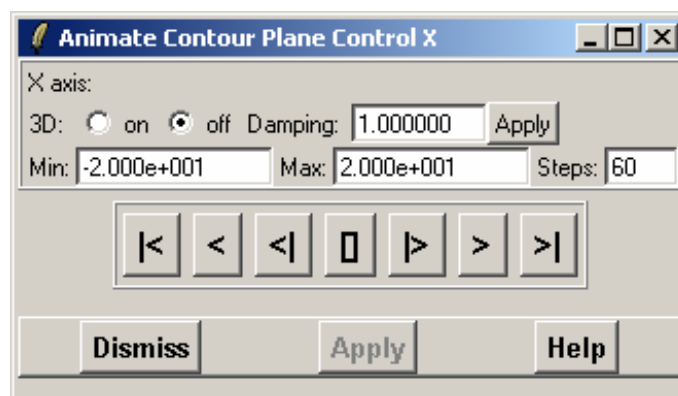 Animate Contour Plane Control X
X axis:
3D: on off Damping: 1.000000 Apply
Min: -2.000e+001 Max: 2.000e+001 Steps: 60
|< < <| [] |> > >|
Dismiss Apply Help